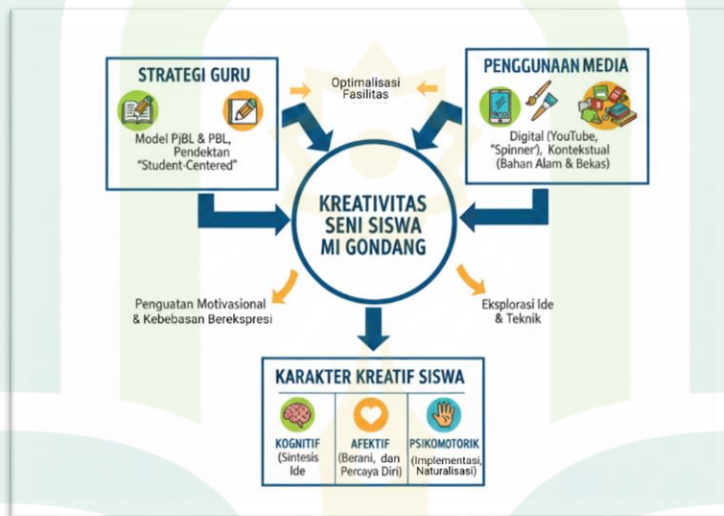 STRATEGI GURU
Model PjBL & PBL,
Pendektan
"Student-Centered"
Optimalisasi
Fasilitas
PENGGUNAAN MEDIA
Digital (YouTube,
"Spinner'), Kontekstual
(Bahan Alam & Bekas)
KREATIVITAS
SENI SISWA
MI GONDANG
Penguatan Motivasional
& Kebebasan Berekspresi
Eksplorasi Ide
& Teknik
KARAKTER KREATIF SISWA
KOGNITIF
(Sintesis
Ide
AFEKTIF
(Berani, dan
Percaya Diri)
PSIKOMOTORIK
(Implementasi,
Naturalisasi)